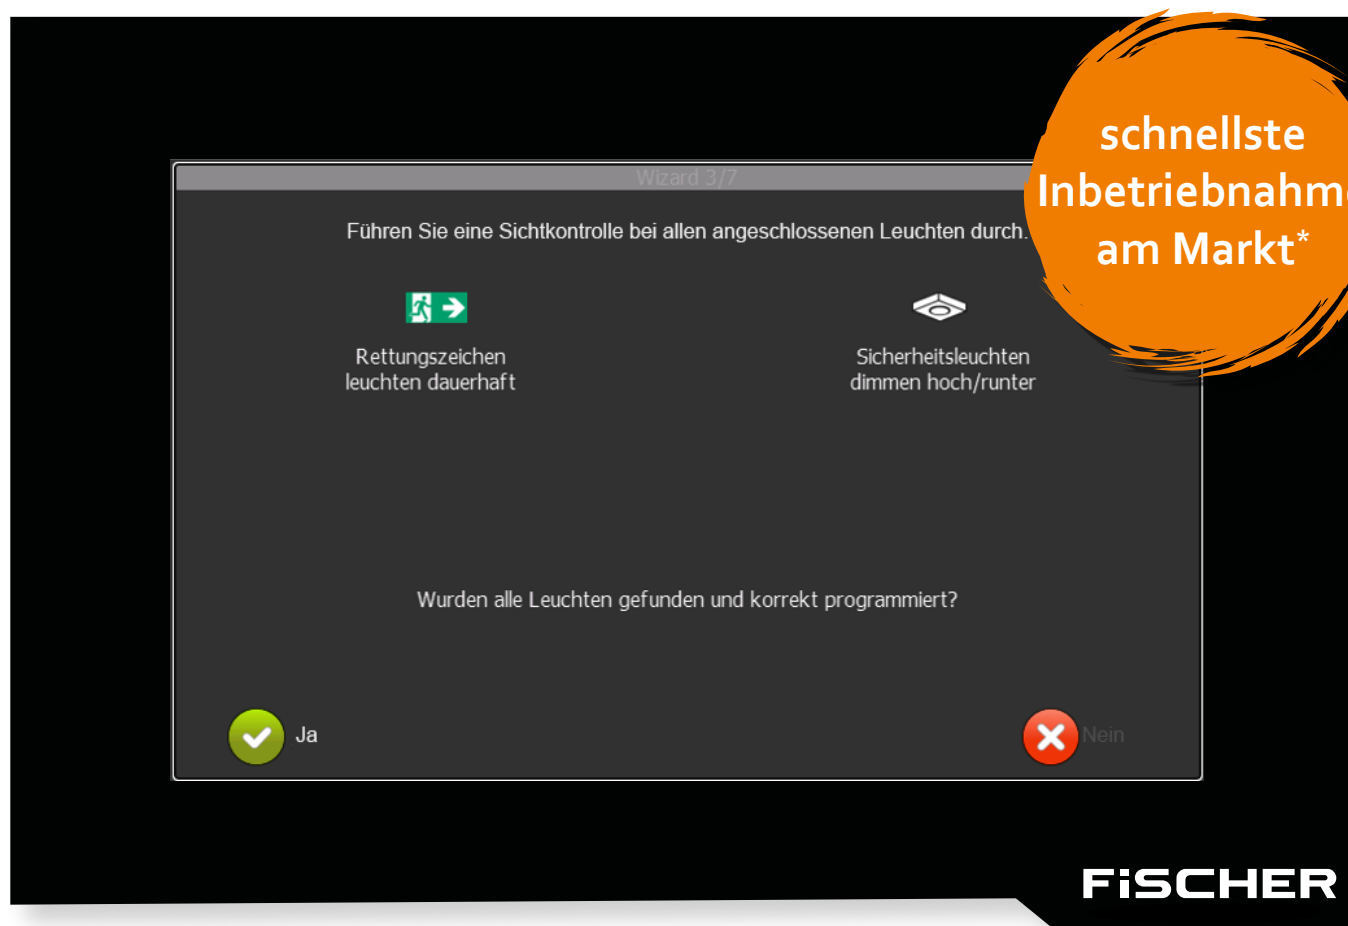 schnellste
Inbetriebnahme
am Markt*
Wizard 3/7
Führen Sie eine Sichtkontrolle bei allen angeschlossenen Leuchten durch.
Rettungszeichen
leuchten dauerhaft
Sicherheitsleuchten
dimmen hoch/runter
Wurden alle Leuchten gefunden und korrekt programmiert?
Ja
Nein
FiSCHER